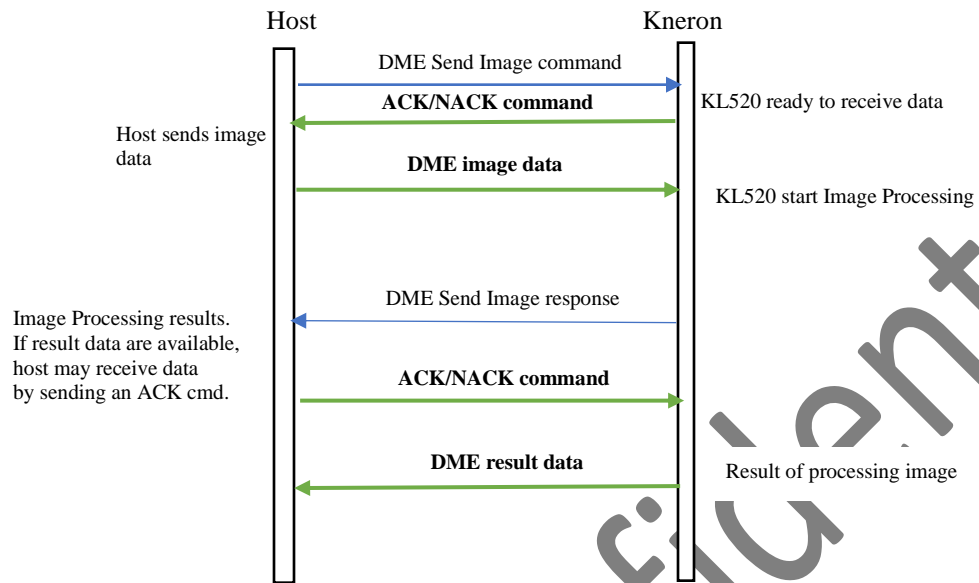 Host
Kneron
DME Send Image command
ACK/NACK command
KL520 ready to receive data
Host sends image
data
DME image data
KL520 start Image Processing
DME Send Image response
Image Processing results.
If result data are available,
host may receive data
by sending an ACK cmd.
ACK/NACK command
DME result data
Result of processing image